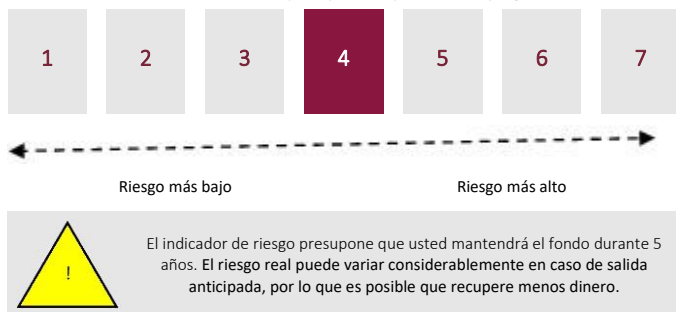 1 2 3 4 5 6 7
Riesgo más bajo Riesgo más alto
!
El indicador de riesgo presupone que usted mantendrá el fondo durante 5
años. El riesgo real puede variar considerablemente en caso de salida
anticipada, por lo que es posible que recupere menos dinero.